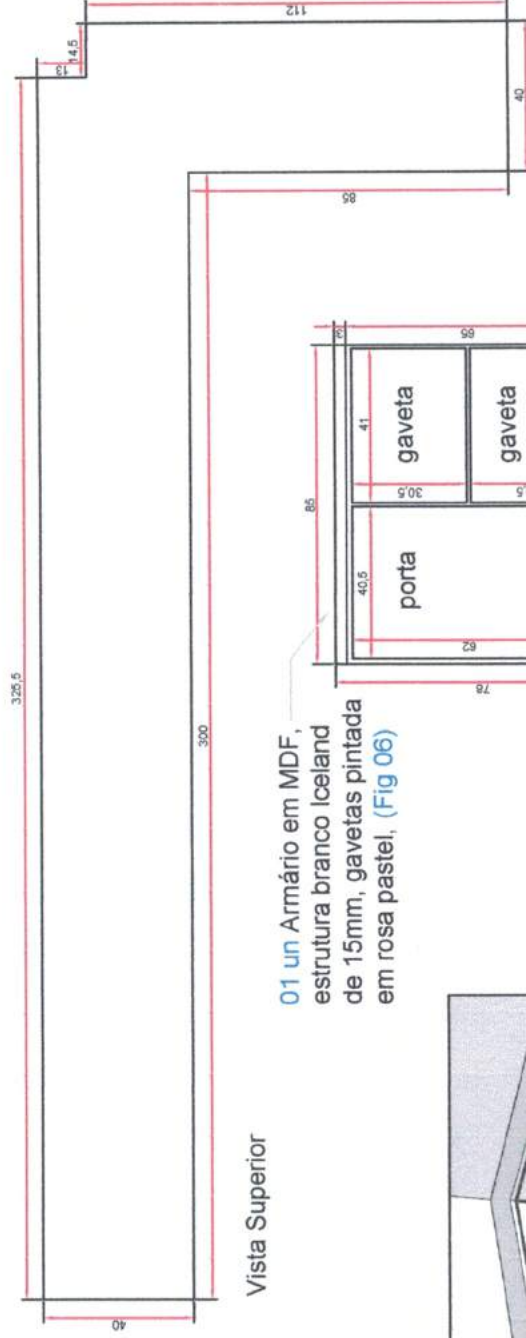 325,5
13
14,5
112
40
300
85
40
Vista Superior
01 un Armário em MDF,
estrutura branco Iceland
de 15mm, gavetas pintada
em rosa pastel, (Fig 06)
85
3
65
78
40,5
41
62
30,5
porta
gaveta
gaveta